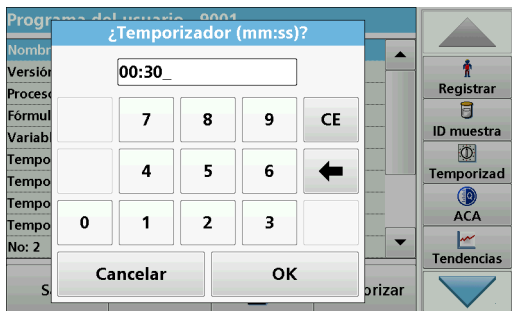 Programa del usuario 9001
¿Temporizador (mm:ss)?
Nombr
Versión
Proceso
Fórmul
Variabl
Tempo
Tempo
Tempo
Tempo
No: 2
00:30_
7 8 9 CE
4 5 6
0 1 2 3
Cancelar OK
S orizar
Registrar
ID muestra
Temporizad
ACA
Tendencias